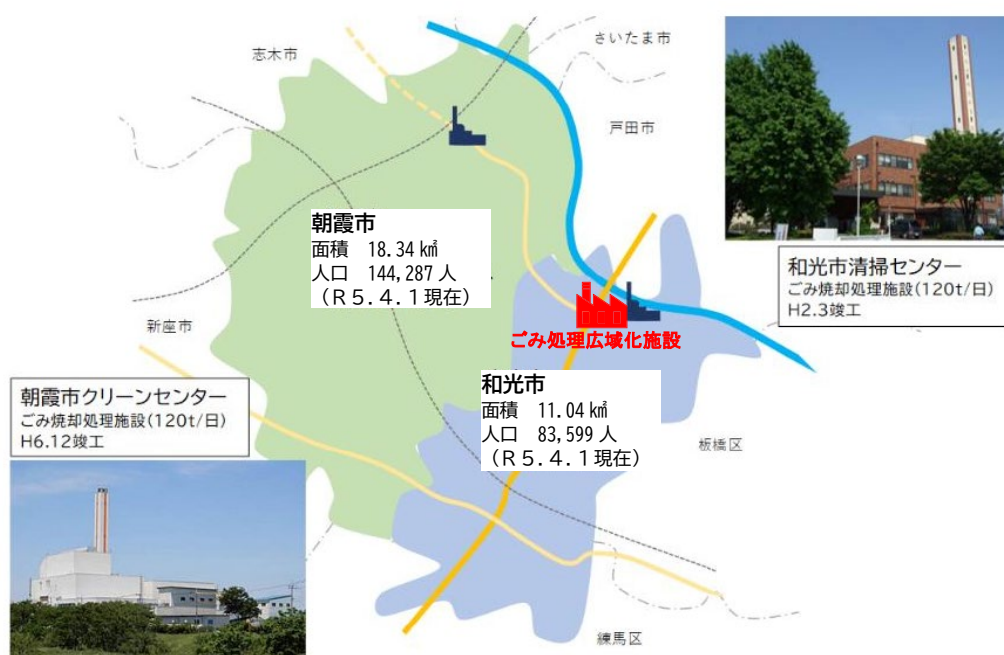 志木市
さいたま市
戸田市
朝霞市
面積 18.34 ㎢
人口 144,287 人
(R5.4.1現在)
和光市清掃センター
ごみ焼却処理施設(120t/日)
H2.3竣工
新座市
ごみ処理広域化施設
朝霞市クリーンセンター
ごみ焼却処理施設(120t/日)
H6.12竣工
和光市
面積 11.04 ㎢
人口 83,599 人
(R5.4.1現在)
板橋区
練馬区